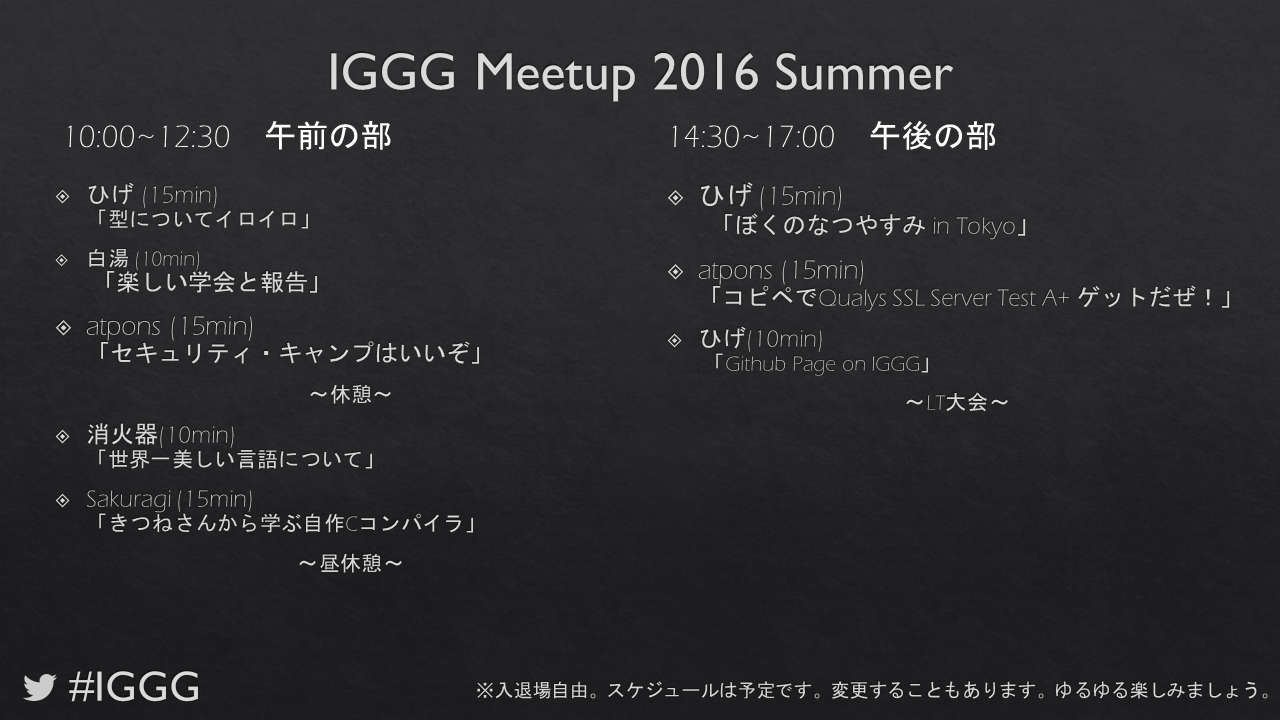 IGGG Meetup 2016 Summer
10:00~12:30 午前の部
ひげ (15min)
「型についてイロイロ」
白湯 (10min)
「楽しい学会と報告」
atpons (15min)
「セキュリティ・キャンプはいいぞ」
～休憩～
消火器(10min)
「世界一美しい言語について」
Sakuragi (15min)
「きつねさんから学ぶ自作Cコンパイラ」
～昼休憩～
14:30~17:00 午後の部
ひげ (15min)
「ぼくのなつやすみ in Tokyo」
atpons (15min)
「コピペでQualys SSL Server Test A+ ゲットだぜ！」
ひげ(10min)
「Github Page on IGGG」
～LT大会～
#IGGG
※入退場自由。スケジュールは予定です。変更することもあります。ゆるゆる楽しみましょう。